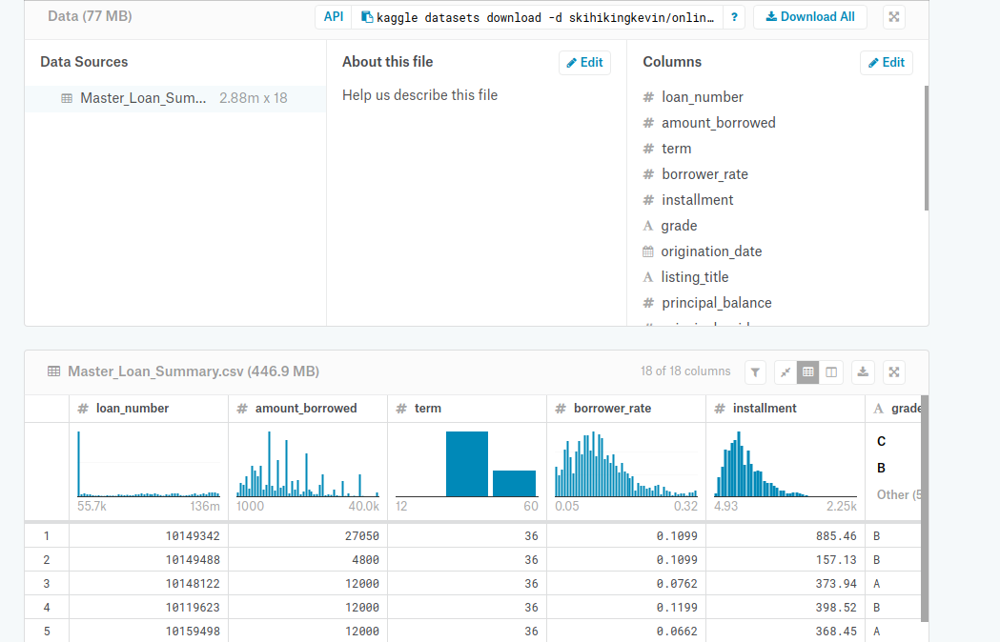 Data (77 MB)
API kaggle datasets download -d skihikingkevin/onlin… ? Download All
Data Sources
Master_Loan_Sum... 2.88m x 18
About this file Edit
Help us describe this file
Columns Edit
# loan_number
# amount_borrowed
# term
# borrower_rate
# installment
A grade
origination_date
A listing_title
# principal_balance
Master_Loan_Summary.csv (446.9 MB) 18 of 18 columns
# loan_number # amount_borrowed # term # borrower_rate # installment A grade
C
B
Other (5
55.7k 136m 1000 40.0k 12 60 0.05 0.32 4.93 2.25k
1 10149342 27050 36 0.1099 885.46 B
2 10149488 4800 36 0.1099 157.13 B
3 10148122 12000 36 0.0762 373.94 A
4 10119623 12000 36 0.1199 398.52 B
5 10159498 12000 36 0.0662 368.45 A